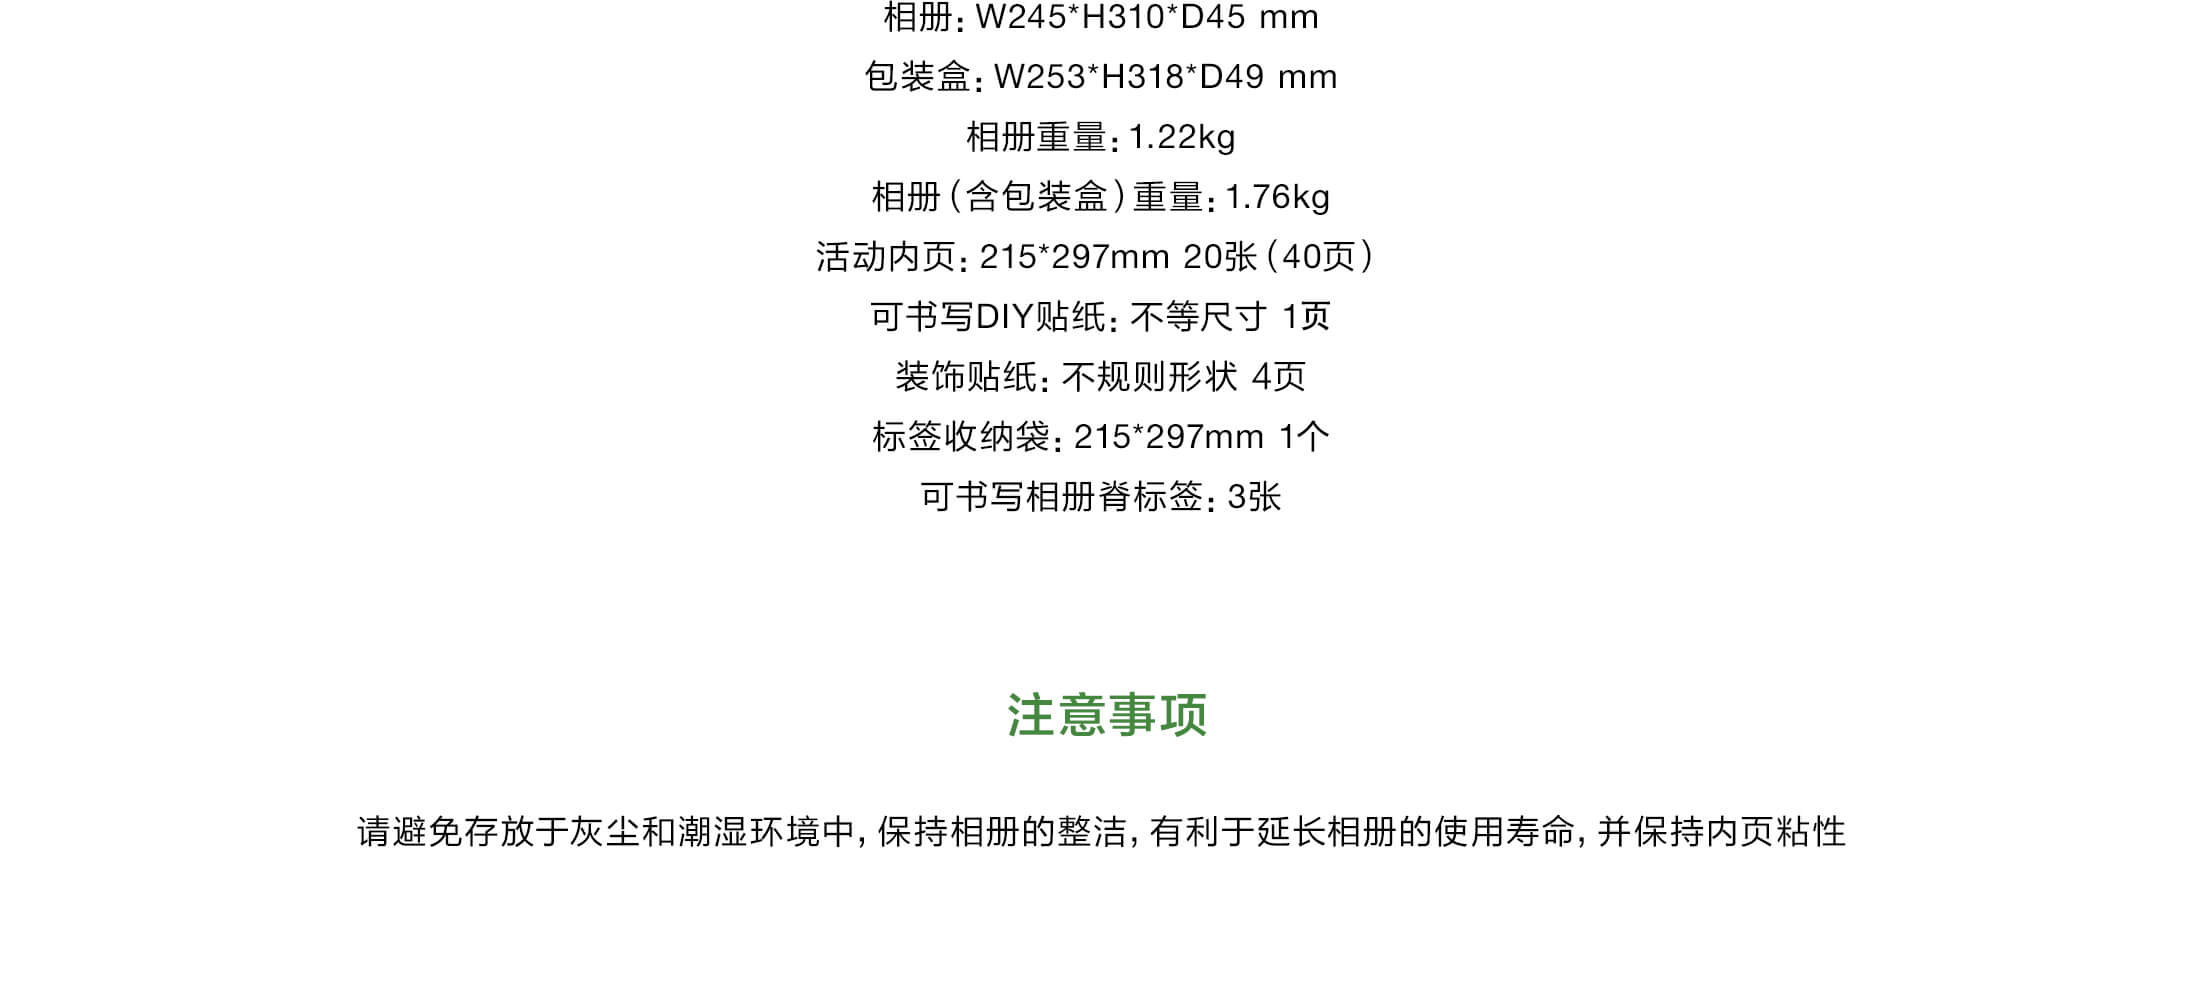 相册: W245*H310*D45 mm
包装盒: W253*H318*D49 mm
相册重量: 1.22kg
相册（含包装盒）重量: 1.76kg
活动内页: 215*297mm 20张（40页）
可书写DIY贴纸: 不等尺寸 1页
装饰贴纸: 不规则形状 4页
标签收纳袋: 215*297mm 1个
可书写相册脊标签: 3张
注意事项
请避免存放于灰尘和潮湿环境中, 保持相册的整洁, 有利于延长相册的使用寿命, 并保持内页粘性